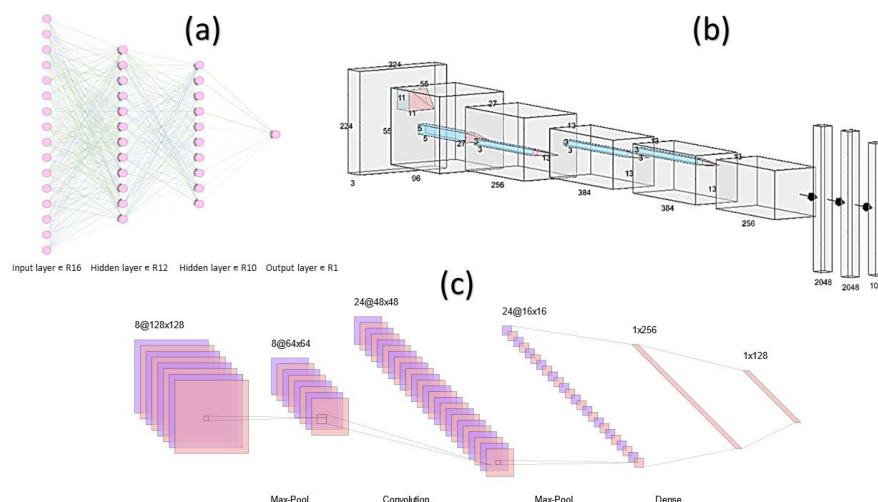 (a)
Input layer ∈ R16 Hidden layer ∈ R12 Hidden layer ∈ R10 Output layer ∈ R1
(b)
224
55
11
11
224
55
27
5
5
27
3
3
13
13
3
3
13
13
3
3
13
13
13
3
96
256
384
384
256
2048
2048
(c)
8@128x128
8@64x64
24@48x48
24@16x16
1x256
1x128
Max-Pool Convolution Max-Pool Dense